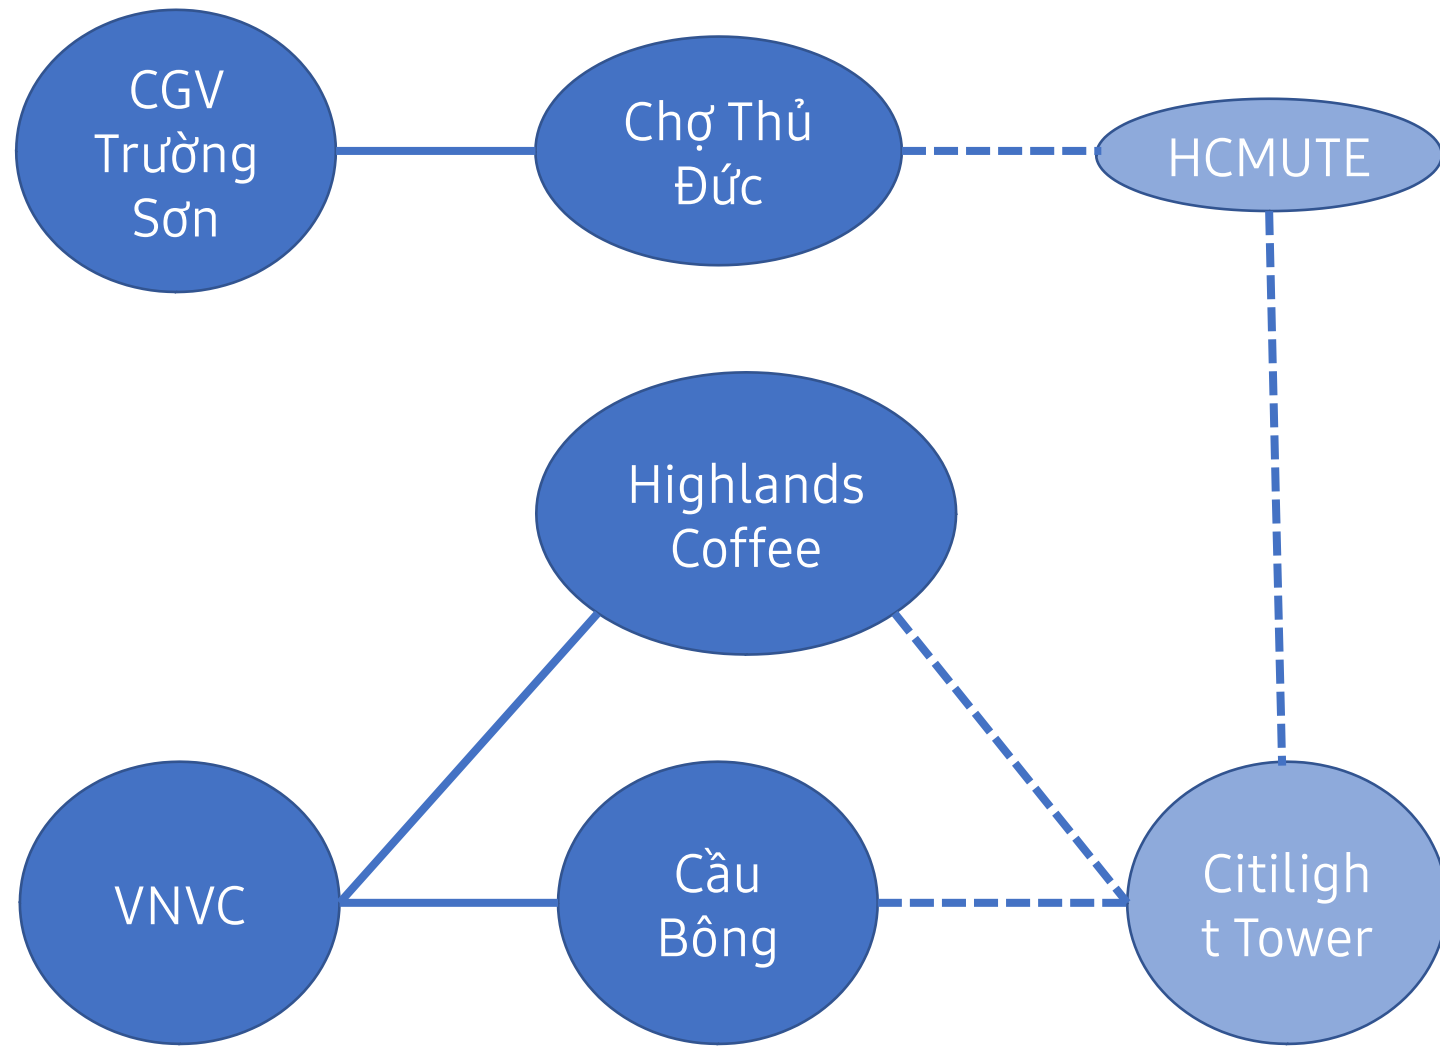 CGV
Trường
Sơn
Chợ Thủ
Đức
HCMUTE
Highlands
Coffee
VNVC
Cầu
Bông
Citiligh
t Tower